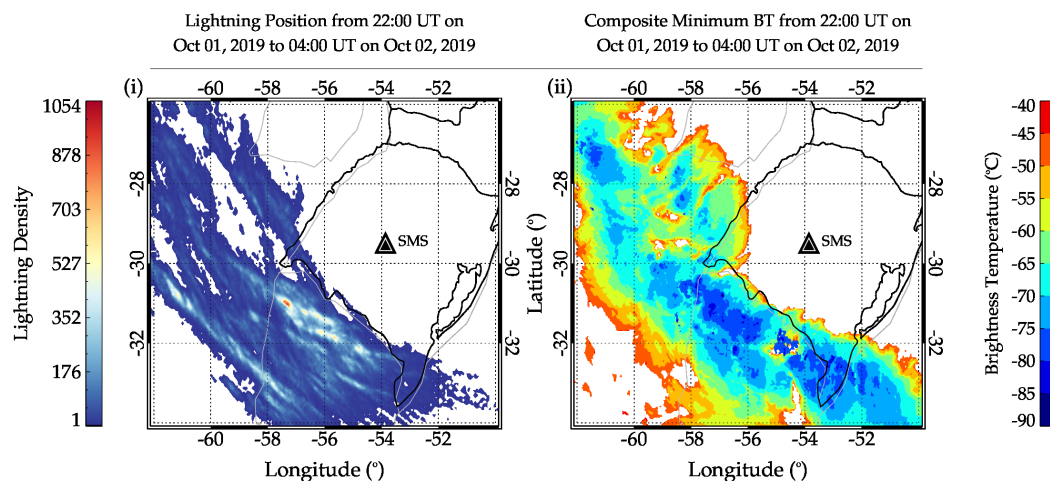 Lightning Position from 22:00 UT on
Oct 01, 2019 to 04:00 UT on Oct 02, 2019
Composite Minimum BT from 22:00 UT on
Oct 01, 2019 to 04:00 UT on Oct 02, 2019
(i)
-60 -58 -56 -54 -52
1054
878
703
527
352
176
1
Lightning Density
-28
-30
-32
SMS
-28
-30
-32
-60 -58 -56 -54 -52
Longitude (°)
(ii)
-60 -58 -56 -54 -52
Latitude (°)
-28
-30
-32
SMS
-28
-30
-32
-60 -58 -56 -54 -52
Longitude (°)
Brightness Temperature (°C)
-40
-45
-50
-55
-60
-65
-70
-75
-80
-85
-90